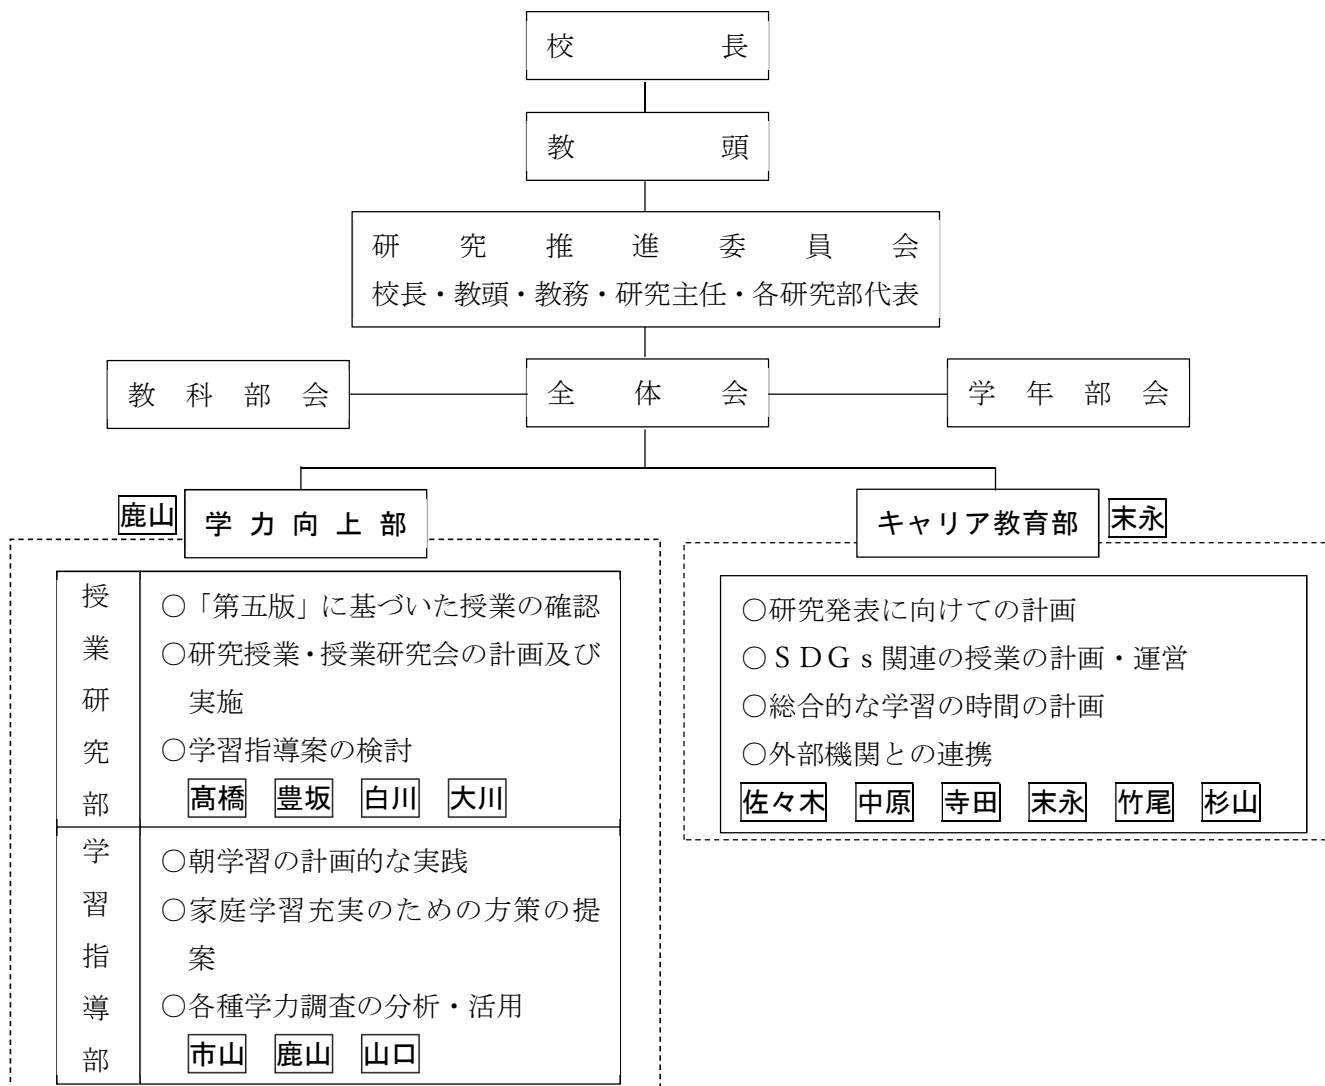 校長
教頭
研究推進委員会
校長・教頭・教務・研究主任・各研究部代表
教科部会
全体会
学年部会
鹿山
学力向上部
キャリア教育部
末永
授業研究部
○「第五版」に基づいた授業の確認
○研究授業・授業研究会の計画及び
実施
○学習指導案の検討
髙橋 豊坂 白川 大川
学習指導部
○朝学習の計画的な実践
○家庭学習充実のための方策の提
案
○各種学力調査の分析・活用
市山 鹿山 山口
○研究発表に向けての計画
○ＳＤＧｓ関連の授業の計画・運営
○総合的な学習の時間の計画
○外部機関との連携
佐々木 中原 寺田 末永 竹尾 杉山